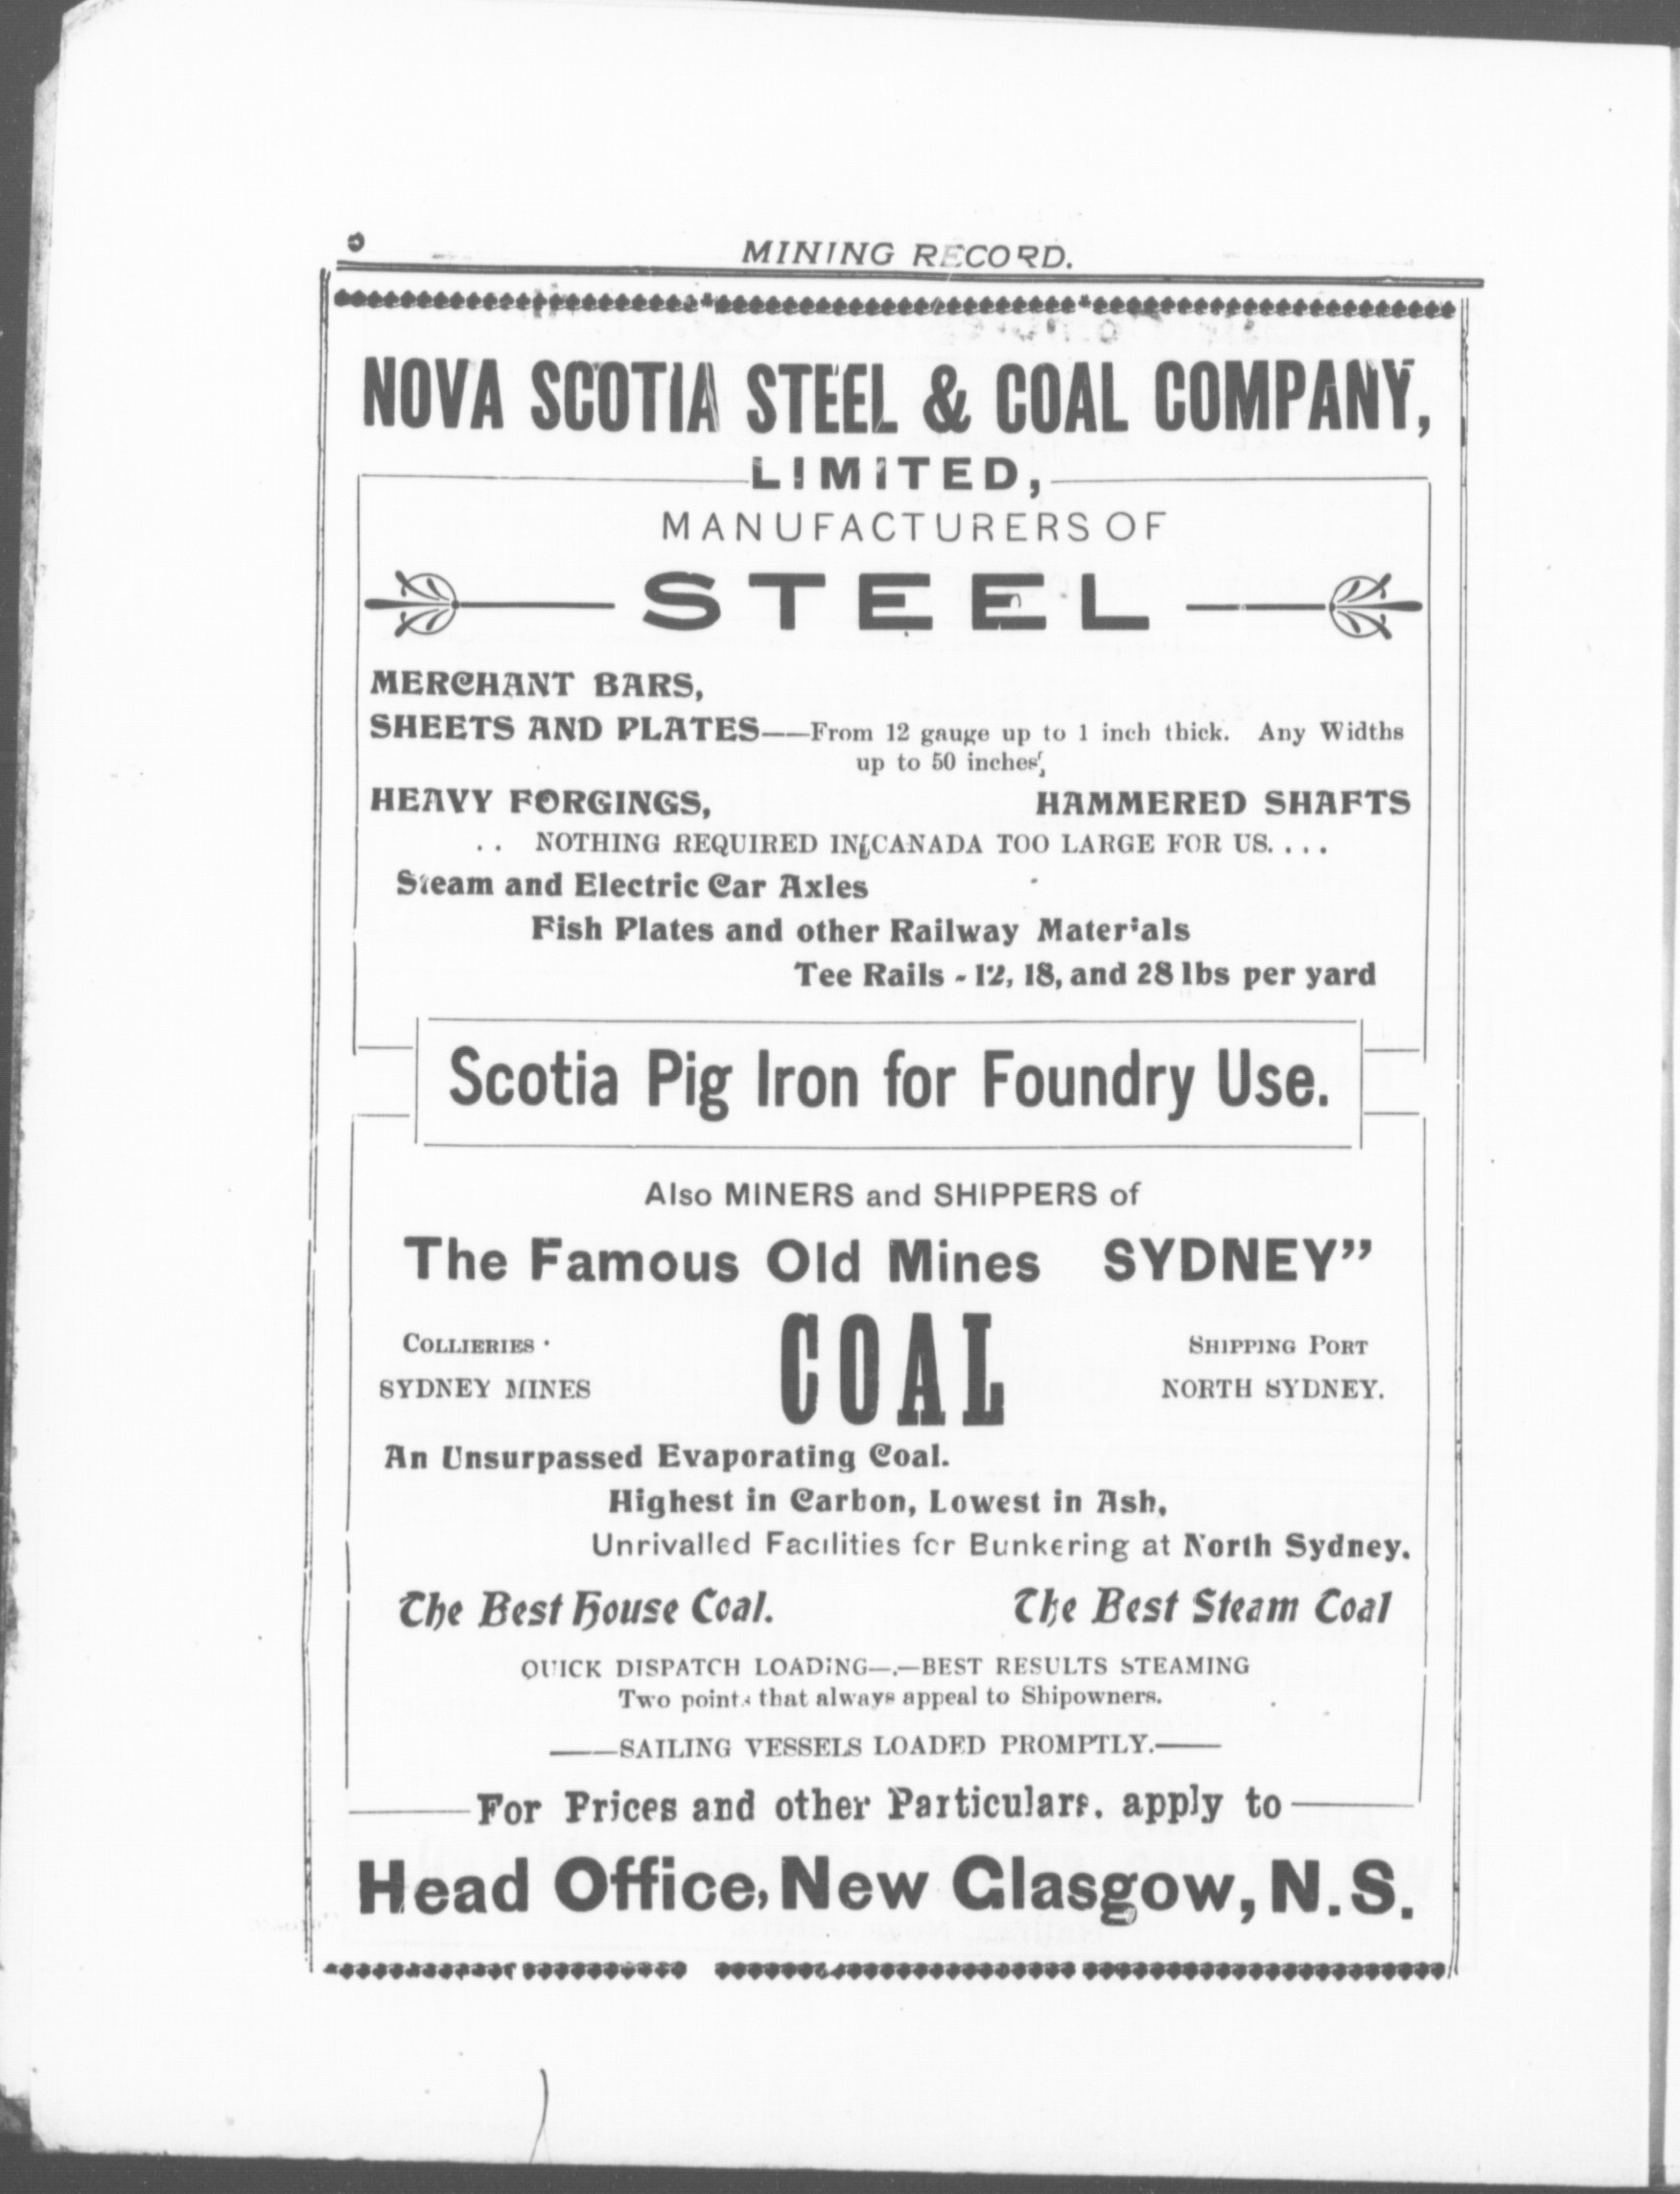 MINING RECORD.
NOVA SCOTIA STEEL & COAL COMPANY,
LIMITED,
MANUFACTURERS OF
STEEL
MERCHANT BARS,
SHEETS AND PLATES——From 12 gauge up to 1 inch thick. Any Widths
up to 50 inches,
HEAVY FORGINGS, HAMMERED SHAFTS
.. NOTHING REQUIRED IN CANADA TOO LARGE FOR US. ...
Steam and Electric Car Axles
Fish Plates and other Railway Materials
Tee Rails - 12, 18, and 28 lbs per yard
Scotia Pig Iron for Foundry Use.
Also MINERS and SHIPPERS of
The Famous Old Mines SYDNEY”
COAL
COLLIERIES ·
SYDNEY MINES
SHIPPING PORT
NORTH SYDNEY.
An Unsurpassed Evaporating Coal.
Highest in Carbon, Lowest in Ash,
Unrivalled Facilities for Bunkering at North Sydney.
The Best House Coal. The Best Steam Coal
QUICK DISPATCH LOADING—.—BEST RESULTS STEAMING
Two points that always appeal to Shipowners.
——SAILING VESSELS LOADED PROMPTLY.——
For Prices and other Particulars, apply to
Head Office, New Glasgow, N.S.